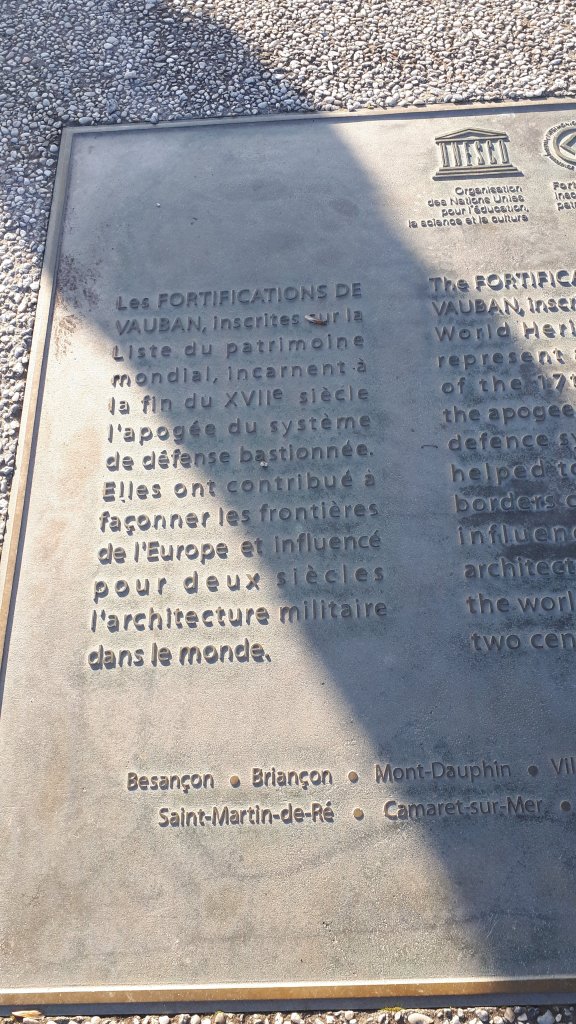 UNESCO
Organisation
des Nations Unies
pour l'éducation,
la science et la culture
Les FORTIFICATIONS DE
VAUBAN, inscrites sur la
Liste du patrimoine
mondial, incarnent à
la fin du XVIIe siècle
l'apogée du système
de défense bastionnée.
Elles ont contribué à
façonner les frontières
de l'Europe et influencé
pour deux siècles
l'architecture militaire
dans le monde.
The FORTIFICA
VAUBAN, inscr
World Heri
represent
of the 17
the apogee
defence sy
helped to
borders o
influenc
architect
the worl
two cen
Besançon • Briançon • Mont-Dauphin • Vil
Saint-Martin-de-Ré • Camaret-sur-Mer •